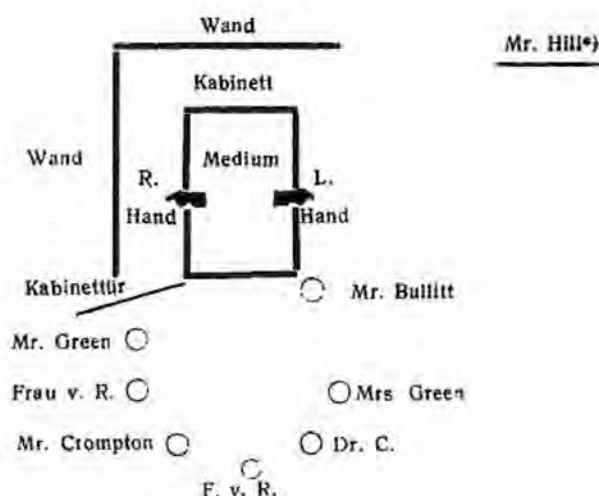 Wand
Mr. Hill*)
Kabinett
Wand
Medium
R.
L.
Hand
Hand
Kabinettür
Mr. Bullitt
Mr. Green
Frau v. R.
Mrs Green
Mr. Crompton
Dr. C.
F. v. R.